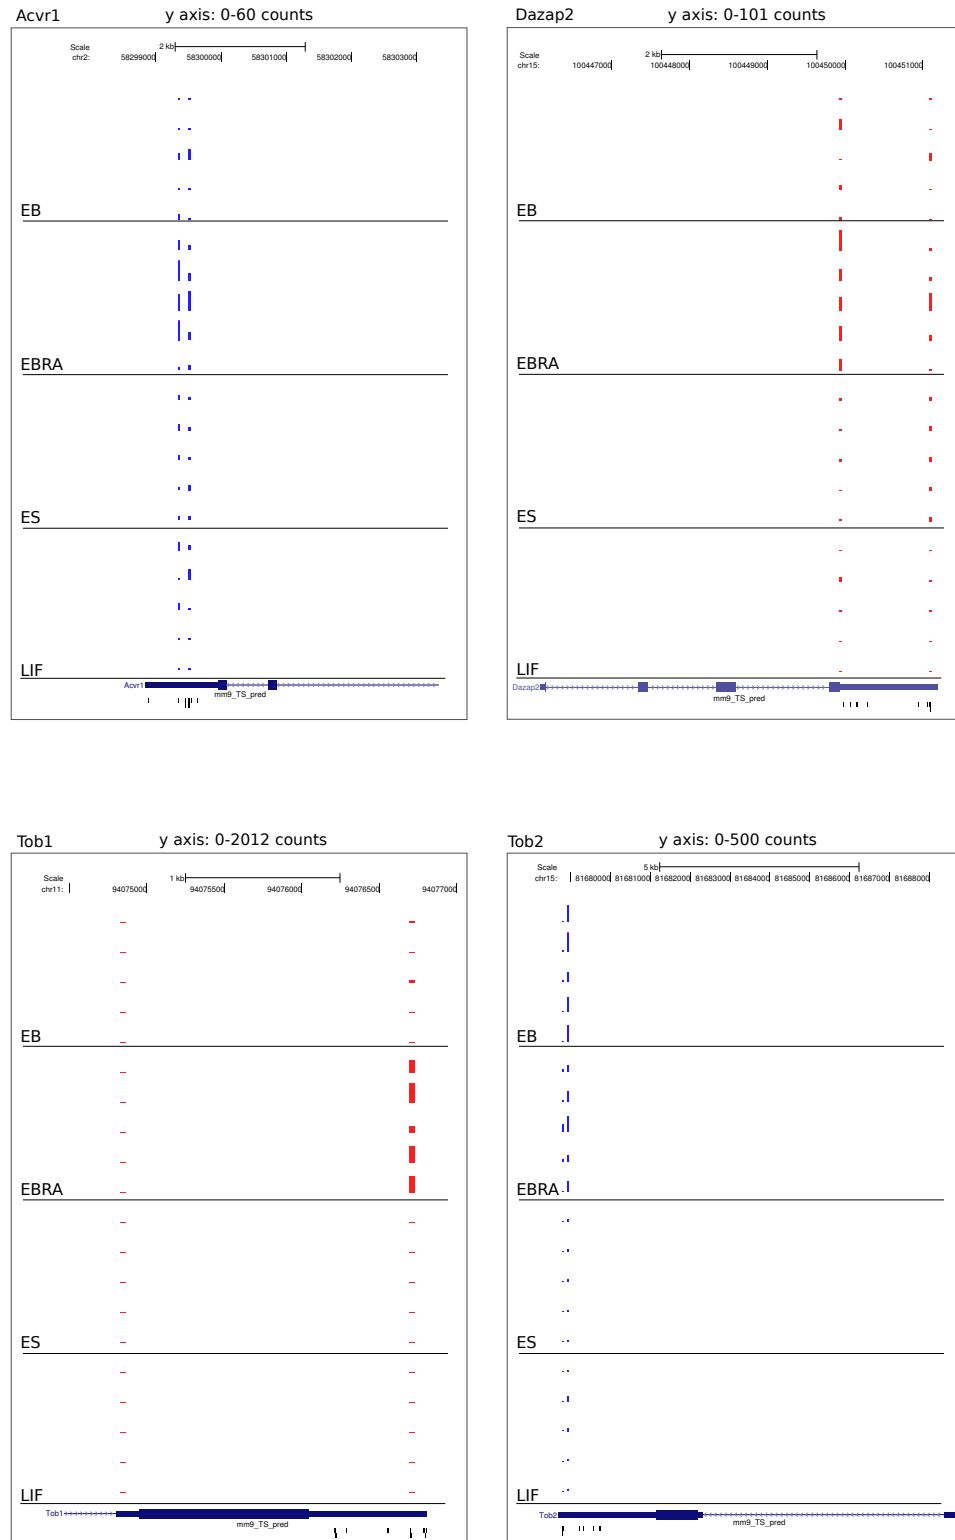 Acvr1 y axis: 0-60 counts
Scale 2 kb
chr2: 58299000 58300000 58301000 58302000 58303000
EB
EBRA
ES
LIF
Acvr1
mm9_TS_pred
Dazap2 y axis: 0-101 counts
Scale 2 kb
chr15: 100447000 100448000 100449000 100450000 100451000
EB
EBRA
ES
LIF
Dazap2
mm9_TS_pred
Tob1 y axis: 0-2012 counts
Scale 1 kb
chr11: 94075000 94075500 94076000 94076500 94077000
EB
EBRA
ES
LIF
Tob1
mm9_TS_pred
Tob2 y axis: 0-500 counts
Scale 5 kb
chr15: 81680000 81681000 81682000 81683000 81684000 81685000 81686000 81687000 81688000
EB
EBRA
ES
LIF
Tob2
mm9_TS_pred